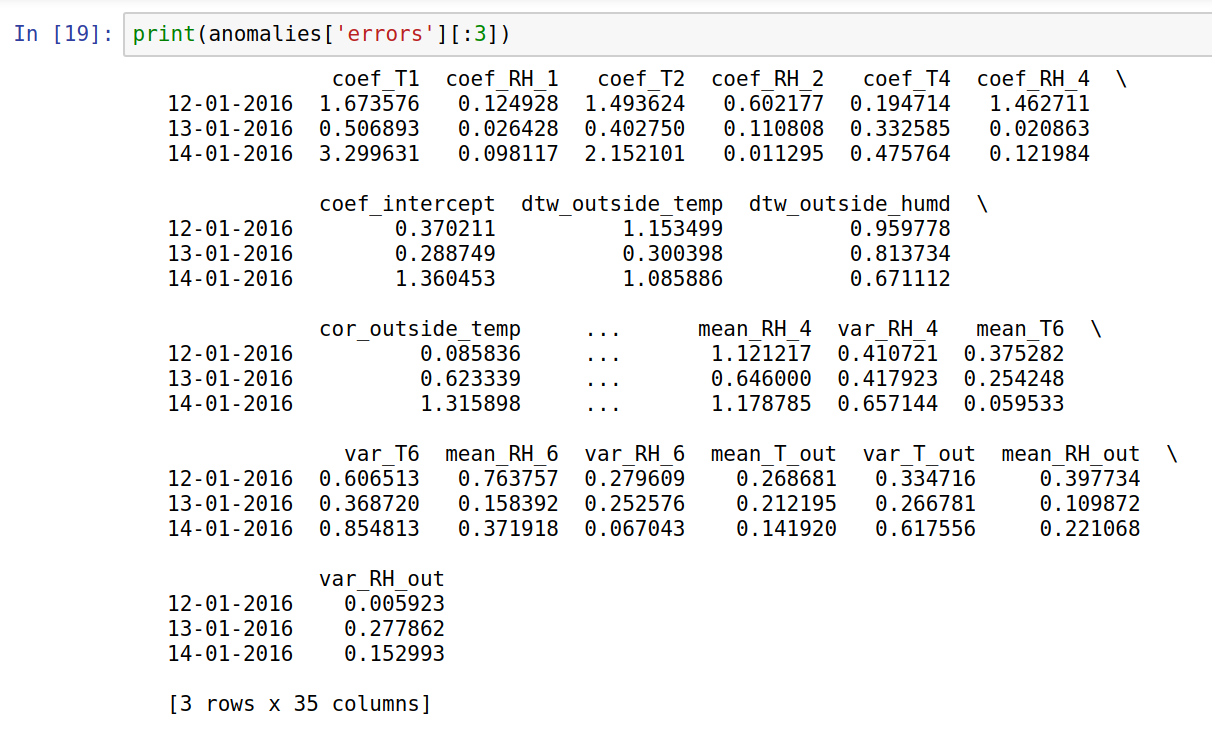 In [19]: print(anomalies['errors'][:3])
coef_T1 coef_RH_1 coef_T2 coef_RH_2 coef_T4 coef_RH_4 \
12-01-2016 1.673576 0.124928 1.493624 0.602177 0.194714 1.462711
13-01-2016 0.506893 0.026428 0.402750 0.110808 0.332585 0.020863
14-01-2016 3.299631 0.098117 2.152101 0.011295 0.475764 0.121984
coef_intercept dtw_outside_temp dtw_outside_humd \
12-01-2016 0.370211 1.153499 0.959778
13-01-2016 0.288749 0.300398 0.813734
14-01-2016 1.360453 1.085886 0.671112
cor_outside_temp ... mean_RH_4 var_RH_4 mean_T6 \
12-01-2016 0.085836 ... 1.121217 0.410721 0.375282
13-01-2016 0.623339 ... 0.646000 0.417923 0.254248
14-01-2016 1.315898 ... 1.178785 0.657144 0.059533
var_T6 mean_RH_6 var_RH_6 mean_T_out var_T_out mean_RH_out \
12-01-2016 0.606513 0.763757 0.279609 0.268681 0.334716 0.397734
13-01-2016 0.368720 0.158392 0.252576 0.212195 0.266781 0.109872
14-01-2016 0.854813 0.371918 0.067043 0.141920 0.617556 0.221068
var_RH_out
12-01-2016 0.005923
13-01-2016 0.277862
14-01-2016 0.152993
[3 rows x 35 columns]